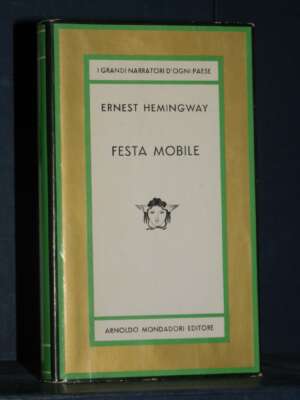 I GRANDI NARRATORI D'OGNI PAESE
ERNEST HEMINGWAY
FESTA MOBILE
ARNOLDO MONDADORI EDITORE